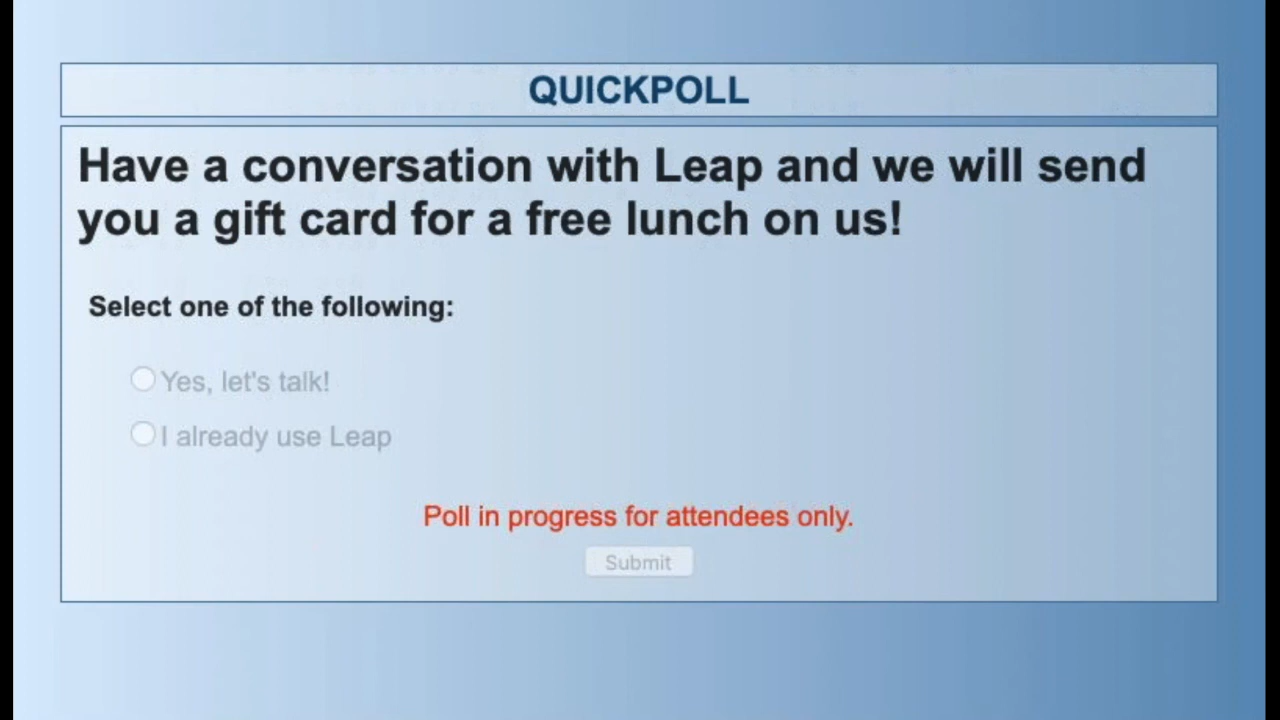 QUICKPOLL
Have a conversation with Leap and we will send
you a gift card for a free lunch on us!
Select one of the following:
Yes, let's talk!
I already use Leap
Poll in progress for attendees only.
Submit